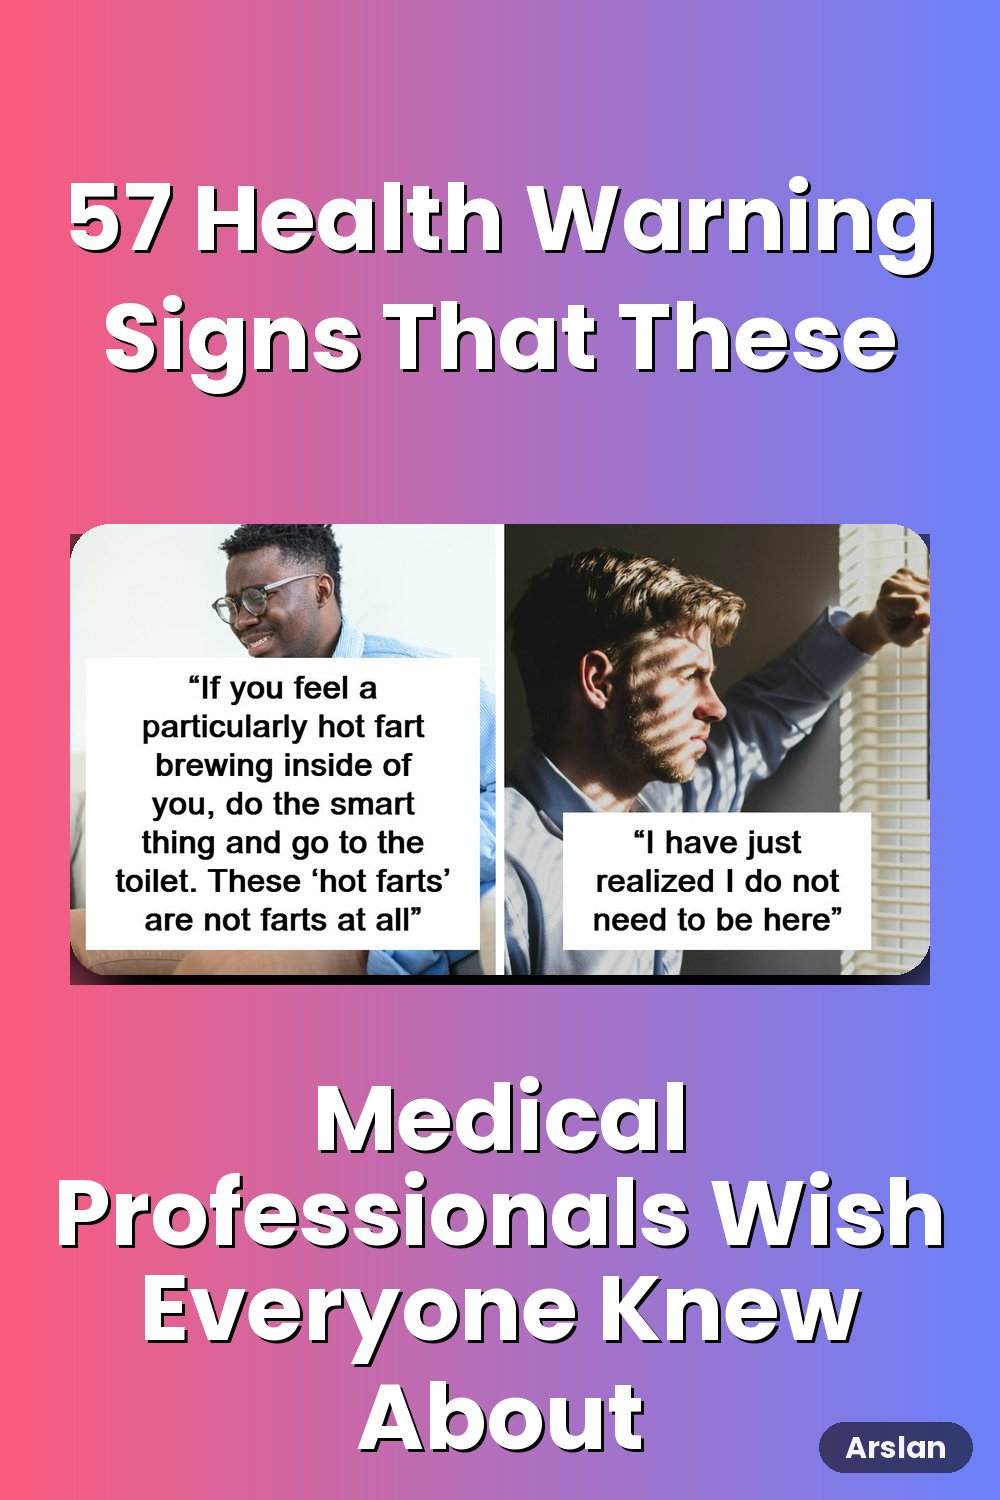 57 Health Warning
Signs That These
“If you feel a
particularly hot fart
brewing inside of
you, do the smart
thing and go to the
toilet. These ‘hot farts’
are not farts at all”
“I have just
realized I do not
need to be here”
Medical
Professionals Wish
Everyone Knew
About
Arslan